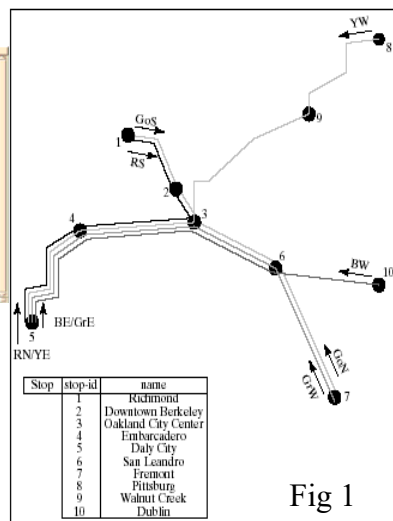 YW
8
9
GoS
1
RS
2
3
4
6
BW
10
BE/GrE
5
RN/YE
GoN
GrW
7
Stop stop-id name
1 Richmond
2 Downtown Berkeley
3 Oakland City Center
4 Embarcadero
5 Daly City
6 San Leandro
7 Fremont
8 Pittsburg
9 Walnut Creek
10 Dublin
Fig 1